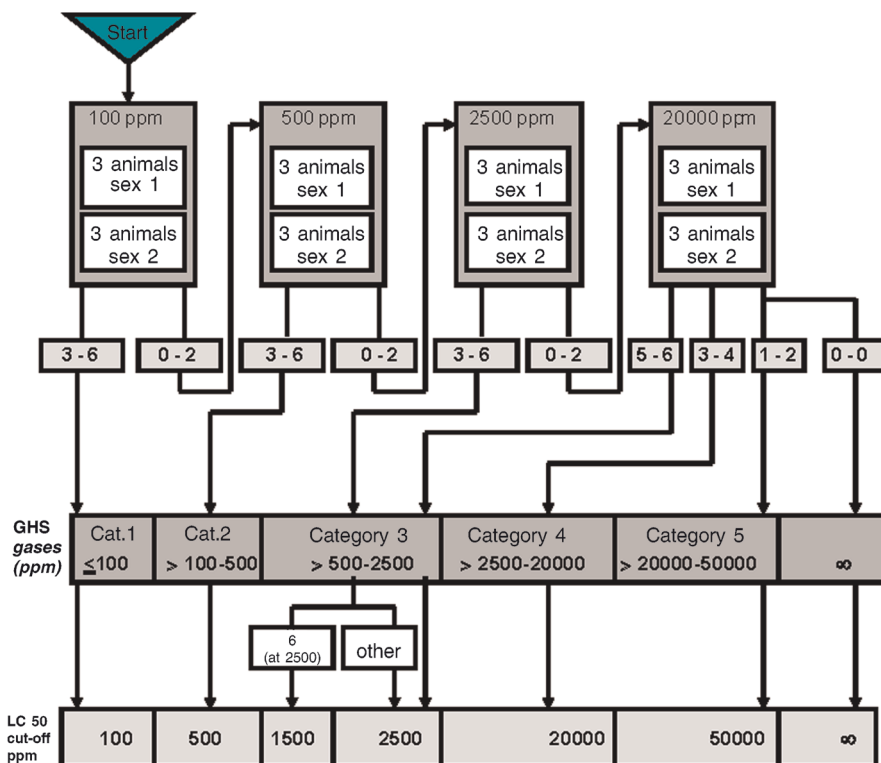 Start
100 ppm
500 ppm
2500 ppm
20000 ppm
3 animals
sex 1
3 animals
sex 1
3 animals
sex 1
3 animals
sex 1
3 animals
sex 2
3 animals
sex 2
3 animals
sex 2
3 animals
sex 2
3 - 6
0 - 2
3 - 6
0 - 2
3 - 6
0 - 2
5 - 6
3 - 4
1 - 2
0 - 0
GHS
gases
(ppm)
Cat.1
≤100
Cat.2
> 100-500
Category 3
> 500-2500
Category 4
> 2500-20000
Category 5
> 20000-50000
∞
6
(at 2500)
other
LC 50
cut-off
ppm
100
500
1500
2500
20000
50000
∞